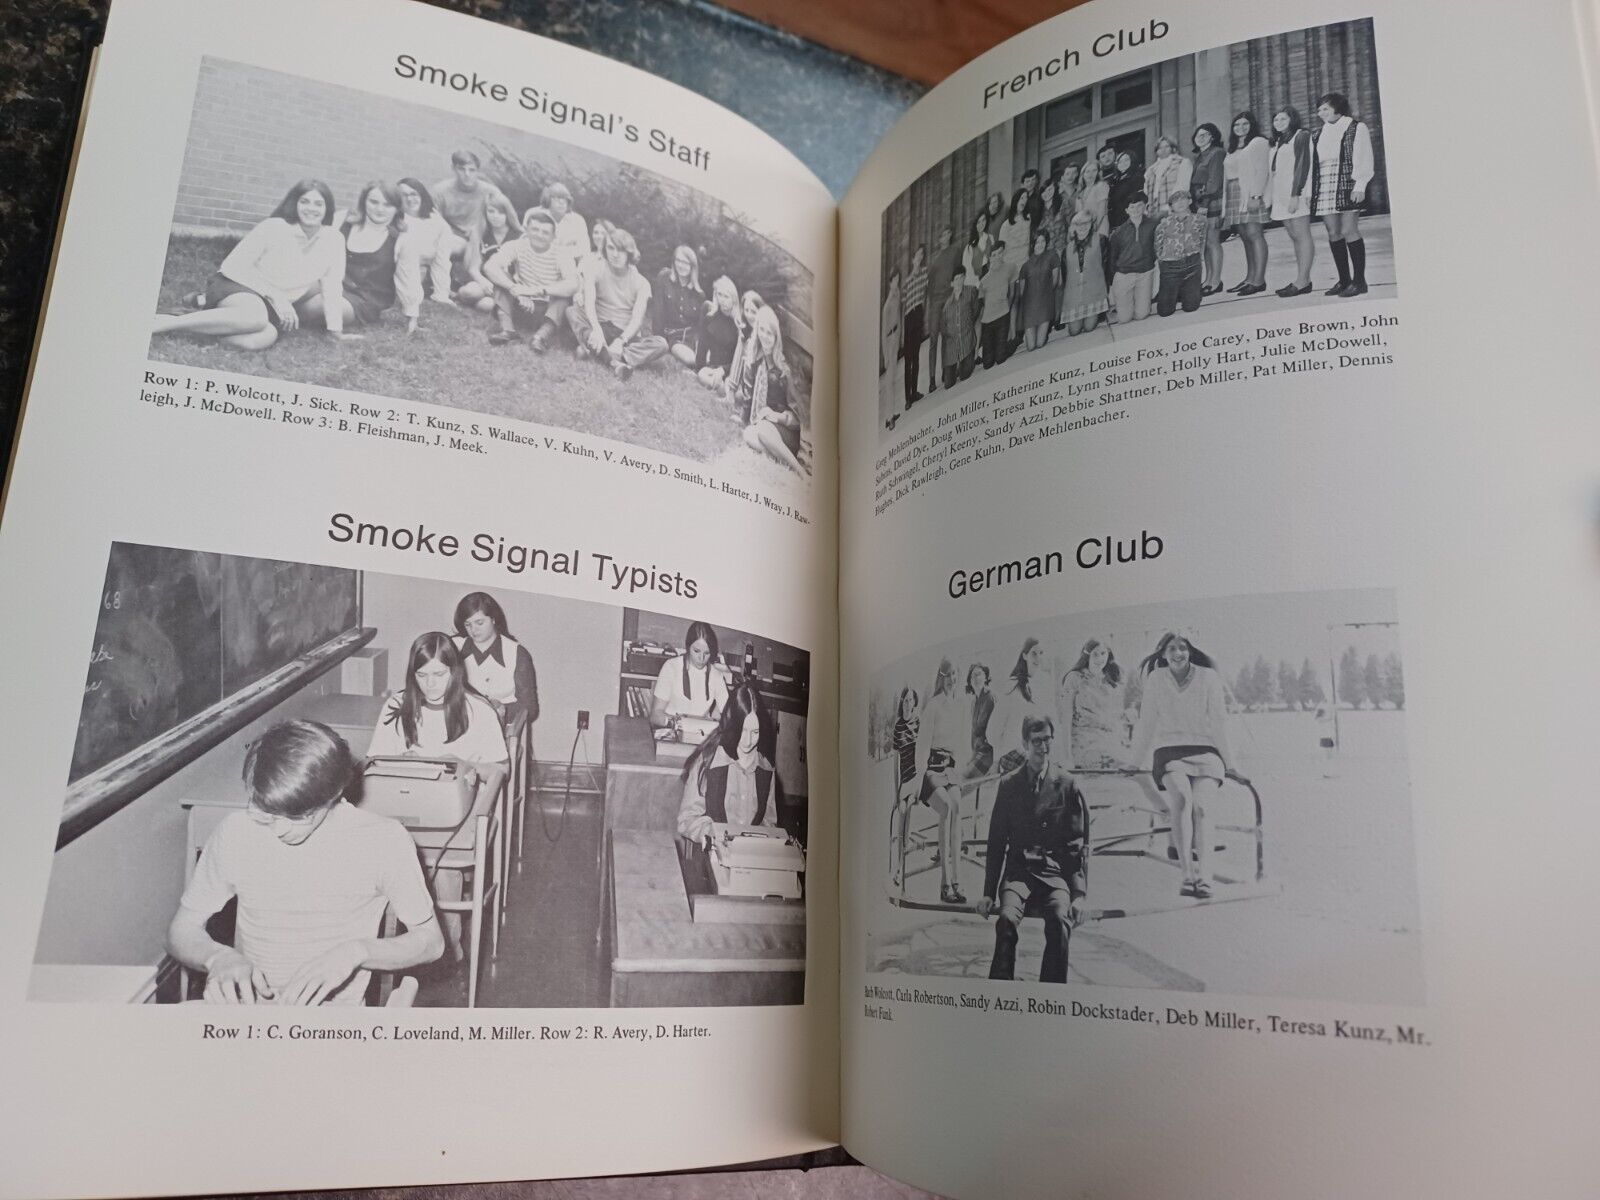 Smoke Signal's Staff
Row 1: P. Wolcott, J. Sick. Row 2: T. Kunz, S. Wallace, V. Kuhn, V. Avery, D. Smith, L. Harter, J. Wray, J. Raw-
leigh, J. McDowell. Row 3: B. Fleishman, J. Meek.
Smoke Signal Typists
68
Row 1: C. Goranson, C. Loveland, M. Miller. Row 2: R. Avery, D. Harter.
French Club
Greg Mehlenbacher, John Miller, Katherine Kunz, Louise Fox, Joe Carey, Dave Brown, John
Sabins, David Dye, Doug Wilcox, Teresa Kunz, Lynn Shattner, Holly Hart, Julie McDowell,
Ruth Schwingel, Cheryl Keeny, Sandy Azzi, Debbie Shattner, Deb Miller, Pat Miller, Dennis
Hughes, Dick Rawleigh, Gene Kuhn, Dave Mehlenbacher.
German Club
Barb Wolcott, Carla Robertson, Sandy Azzi, Robin Dockstader, Deb Miller, Teresa Kunz, Mr.
Robert Funk.